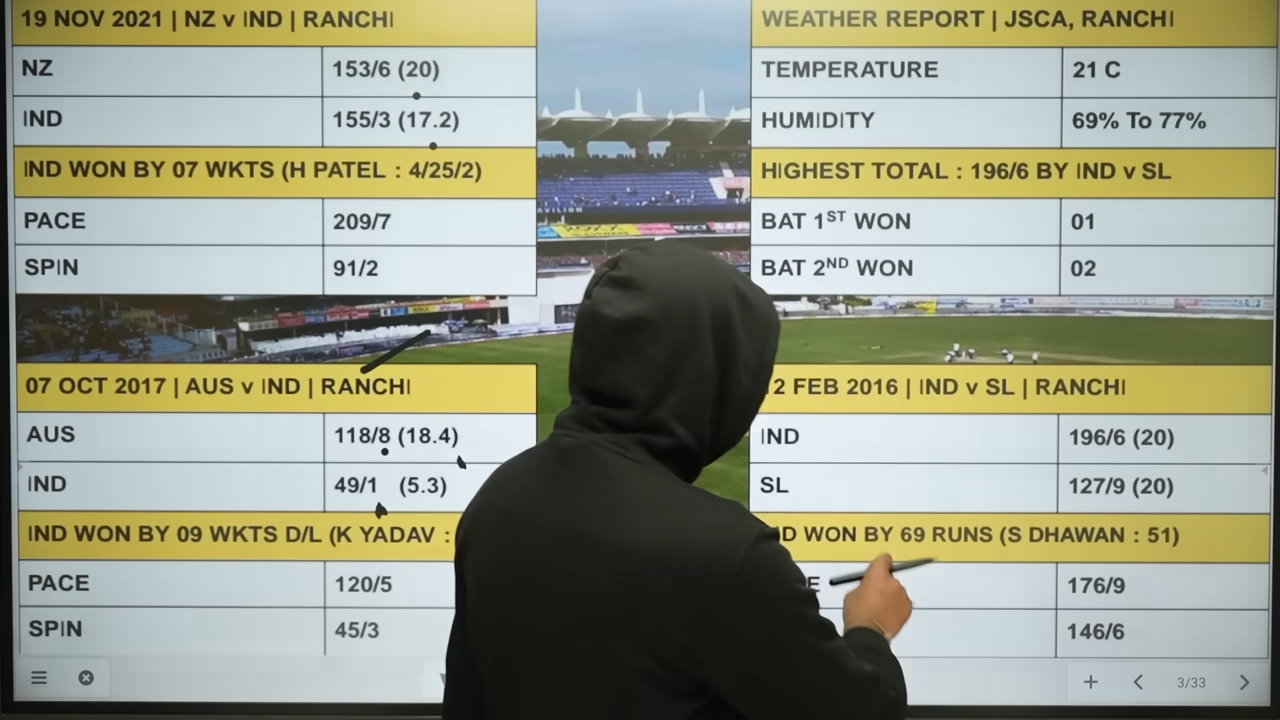 19 NOV 2021 | NZ v IND | RANCHI
NZ 153/6 (20)
IND 155/3 (17.2)
IND WON BY 07 WKTS (H PATEL : 4/25/2)
PACE 209/7
SPIN 91/2
WEATHER REPORT | JSCA, RANCHI
TEMPERATURE 21 C
HUMIDITY 69% To 77%
HIGHEST TOTAL : 196/6 BY IND v SL
BAT 1ST WON 01
BAT 2ND WON 02
PAVILION
07 OCT 2017 | AUS v IND | RANCHI
AUS 118/8 (18.4)
IND 49/1 (5.3)
IND WON BY 09 WKTS D/L (K YADAV :
PACE 120/5
SPIN 45/3
2 FEB 2016 | IND v SL | RANCHI
IND 196/6 (20)
SL 127/9 (20)
D WON BY 69 RUNS (S DHAWAN : 51)
E 176/9
146/6
3/33